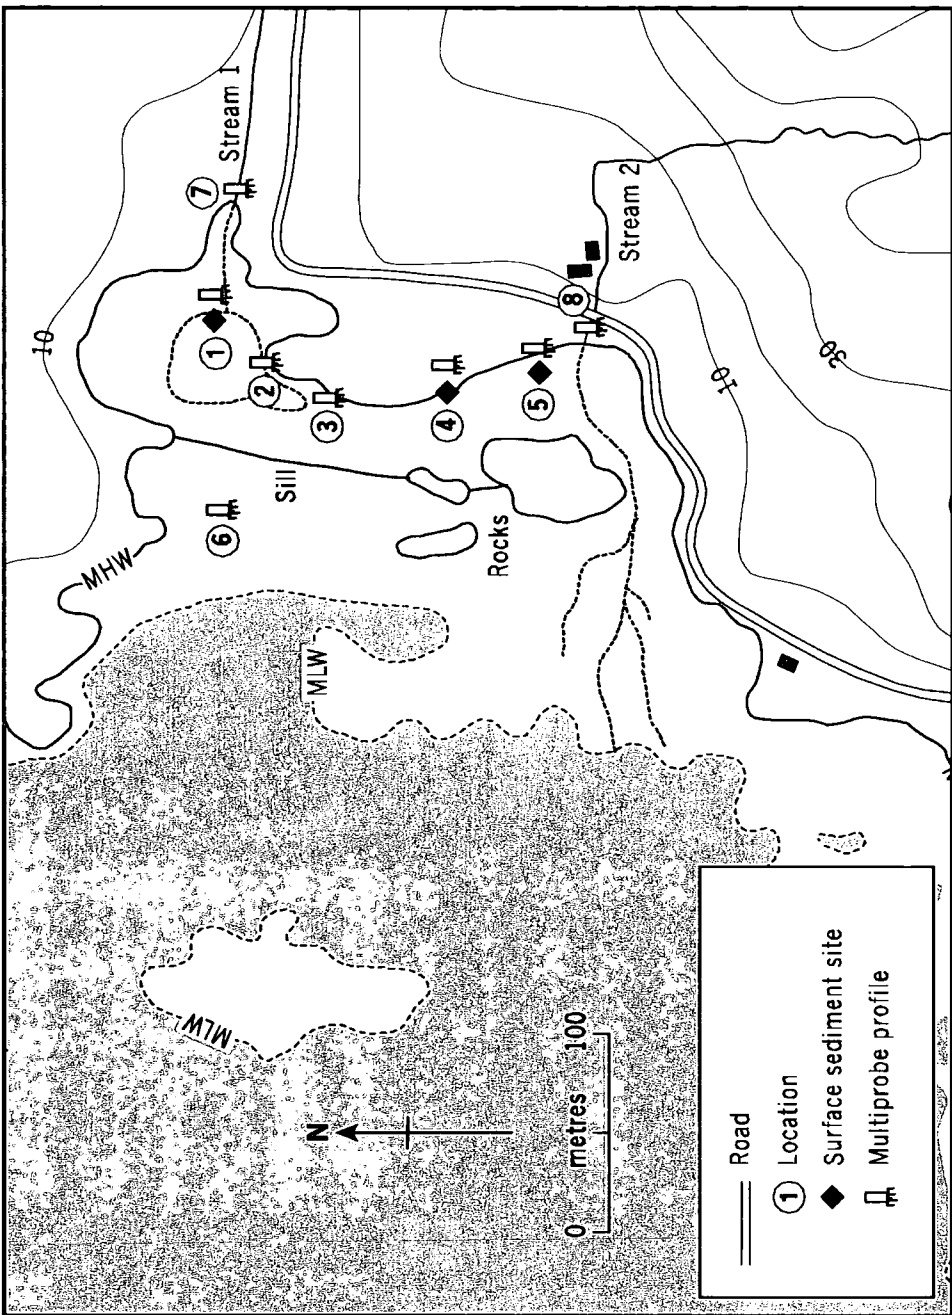 10
Stream 1
7
1
2
3
Sill
6
MHW
4
5
8
Stream 2
Rocks
10
30
MLW
MLW
N
0 metres 100
Road
1 Location
Surface sediment site
Multiprobe profile